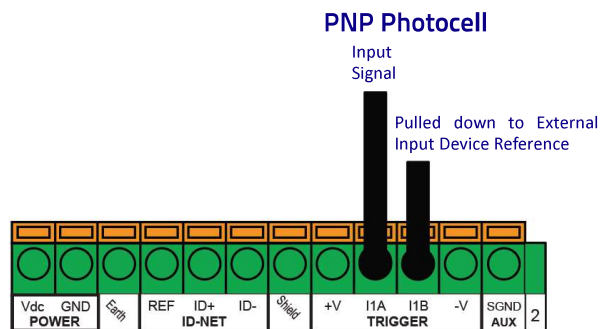 PNP Photocell
Input
Signal
Pulled down to External
Input Device Reference
Vdc GND Earth REF ID+ ID- Shield +V I1A I1B -V SGND 2
POWER ID-NET TRIGGER AUX